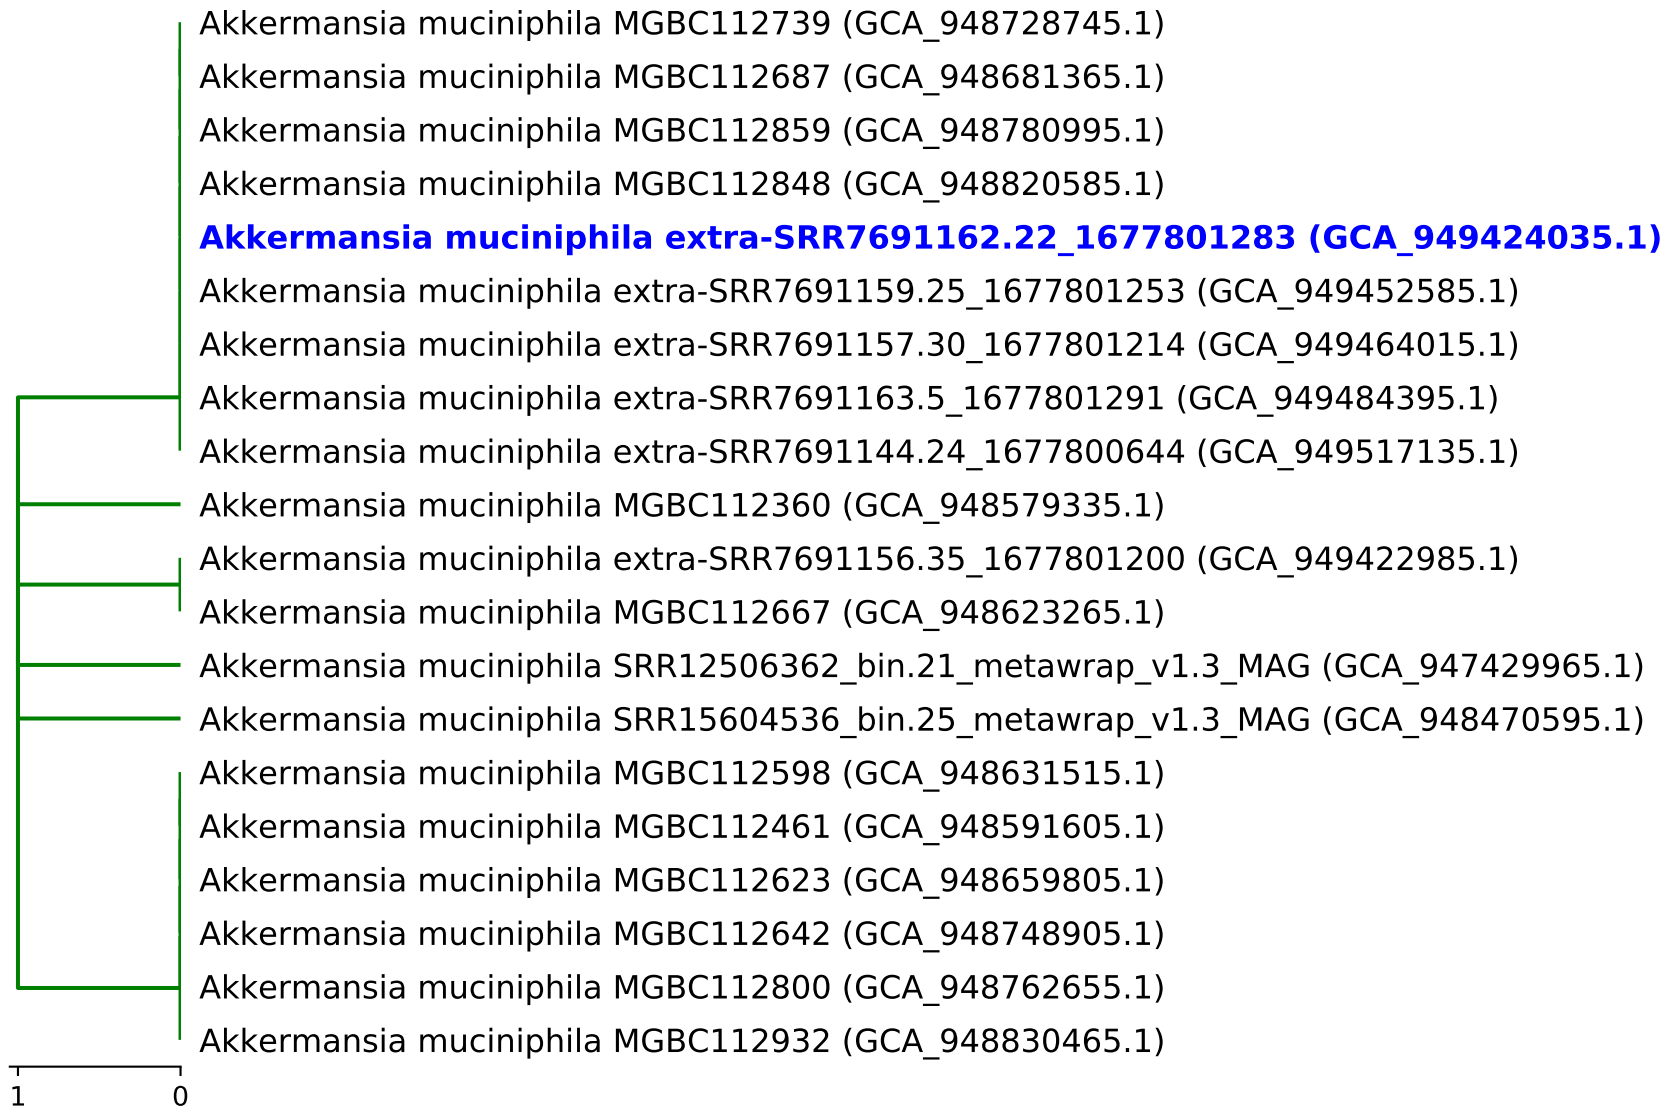 Akkermansia muciniphila MGBC112739 (GCA_948728745.1)
Akkermansia muciniphila MGBC112687 (GCA_948681365.1)
Akkermansia muciniphila MGBC112859 (GCA_948780995.1)
Akkermansia muciniphila MGBC112848 (GCA_948820585.1)
Akkermansia muciniphila extra-SRR7691162.22_1677801283 (GCA_949424035.1)
Akkermansia muciniphila extra-SRR7691159.25_1677801253 (GCA_949452585.1)
Akkermansia muciniphila extra-SRR7691157.30_1677801214 (GCA_949464015.1)
Akkermansia muciniphila extra-SRR7691163.5_1677801291 (GCA_949484395.1)
Akkermansia muciniphila extra-SRR7691144.24_1677800644 (GCA_949517135.1)
Akkermansia muciniphila MGBC112360 (GCA_948579335.1)
Akkermansia muciniphila extra-SRR7691156.35_1677801200 (GCA_949422985.1)
Akkermansia muciniphila MGBC112667 (GCA_948623265.1)
Akkermansia muciniphila SRR12506362_bin.21_metawrap_v1.3_MAG (GCA_947429965.1)
Akkermansia muciniphila SRR15604536_bin.25_metawrap_v1.3_MAG (GCA_948470595.1)
Akkermansia muciniphila MGBC112598 (GCA_948631515.1)
Akkermansia muciniphila MGBC112461 (GCA_948591605.1)
Akkermansia muciniphila MGBC112623 (GCA_948659805.1)
Akkermansia muciniphila MGBC112642 (GCA_948748905.1)
Akkermansia muciniphila MGBC112800 (GCA_948762655.1)
Akkermansia muciniphila MGBC112932 (GCA_948830465.1)
1 0